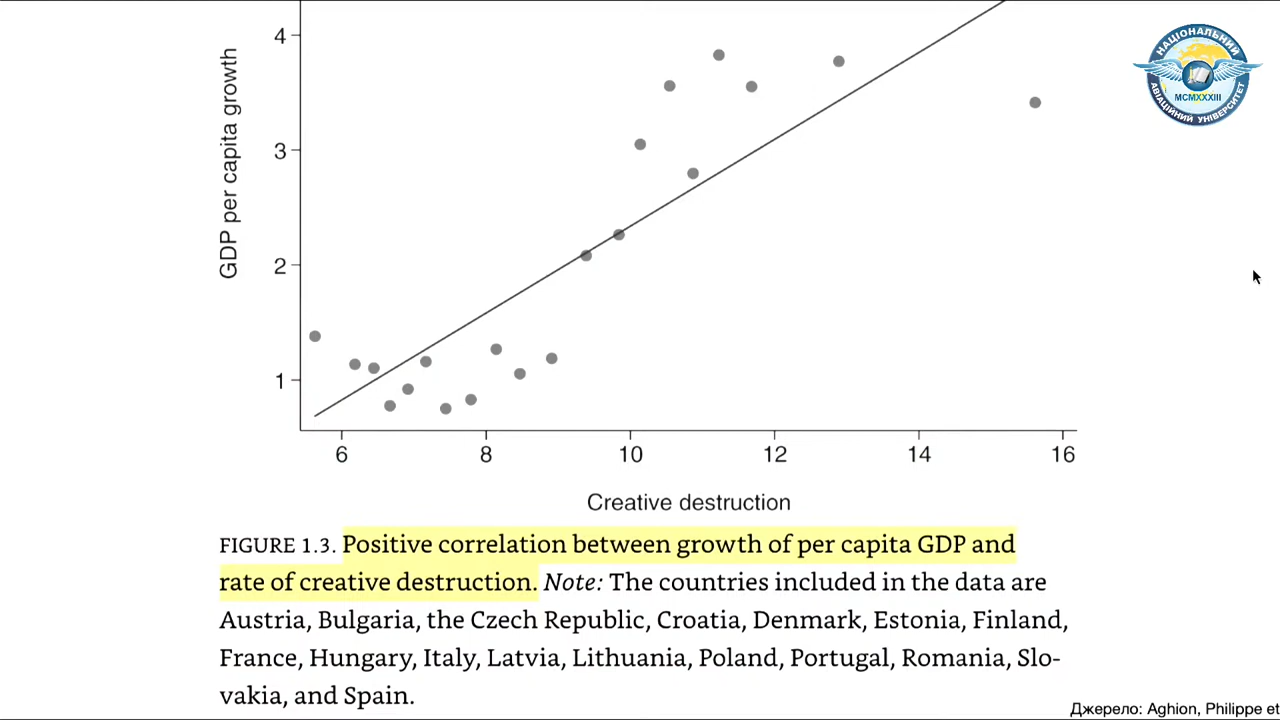 4
3
2
1
GDP per capita growth
6 8 10 12 14 16
Creative destruction
FIGURE 1.3. Positive correlation between growth of per capita GDP and
rate of creative destruction. Note: The countries included in the data are
Austria, Bulgaria, the Czech Republic, Croatia, Denmark, Estonia, Finland,
France, Hungary, Italy, Latvia, Lithuania, Poland, Portugal, Romania, Slo-
vakia, and Spain.
НАЦІОНАЛЬНИЙ
АВІАЦІЙНИЙ УНІВЕРСИТЕТ
MCMXXXIII
Джерело: Aghion, Philippe et